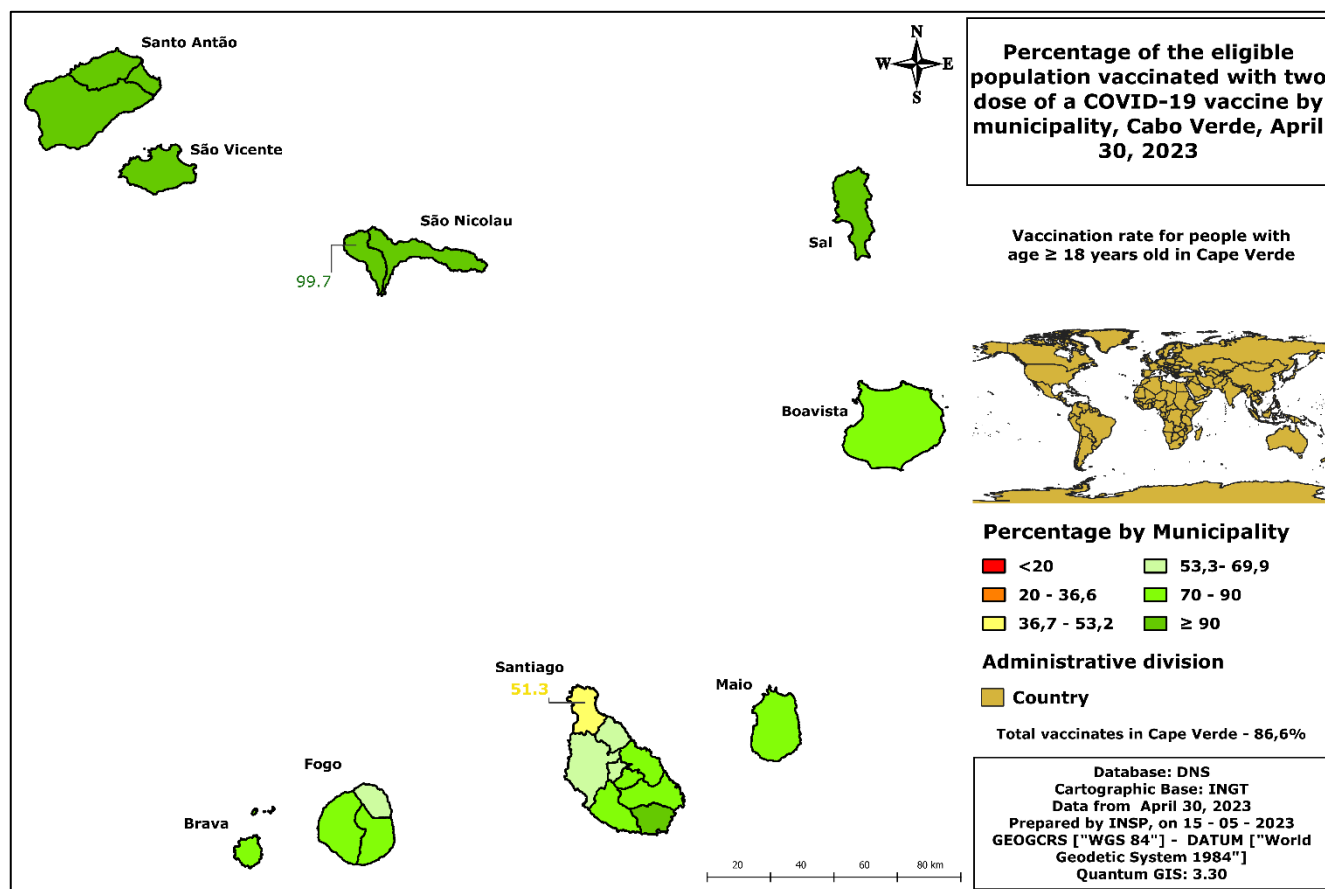 Santo Antão
São Vicente
São Nicolau
99.7
N
W E
S
Sal
Boavista
Santiago
51.3
Maio
Fogo
Brava
20 40 60 80 km
Percentage of the eligible
population vaccinated with two
dose of a COVID-19 vaccine by
municipality, Cabo Verde, April
30, 2023
Vaccination rate for people with
age ≥ 18 years old in Cape Verde
Percentage by Municipality
<20
20 - 36,6
36,7 - 53,2
53,3- 69,9
70 - 90
≥ 90
Administrative division
Country
Total vaccinates in Cape Verde - 86,6%
Database: DNS
Cartographic Base: INGT
Data from April 30, 2023
Prepared by INSP, on 15 - 05 - 2023
GEOGCRS ["WGS 84"] - DATUM ["World
Geodetic System 1984"]
Quantum GIS: 3.30